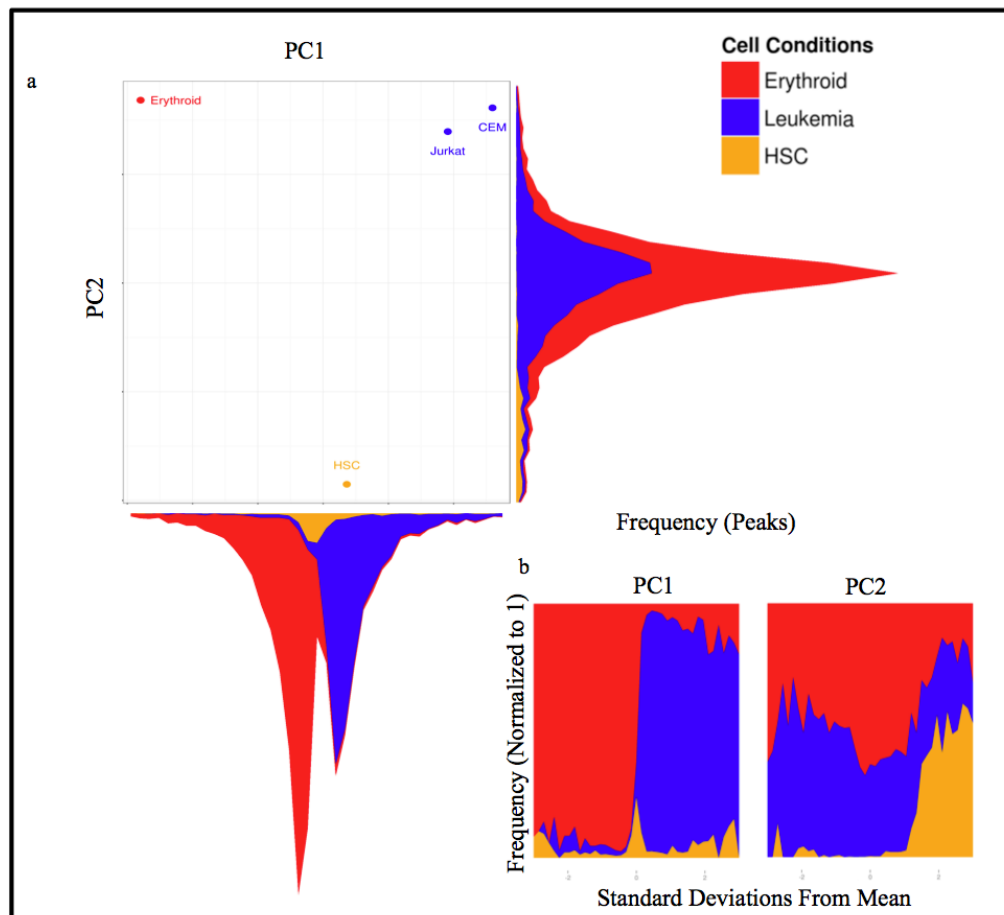 PC1
Cell Conditions
Erythroid
Leukemia
HSC
a
Erythroid
CEM
Jurkat
PC2
HSC
Frequency (Peaks)
b
PC1
PC2
Frequency (Normalized to 1)
Standard Deviations From Mean